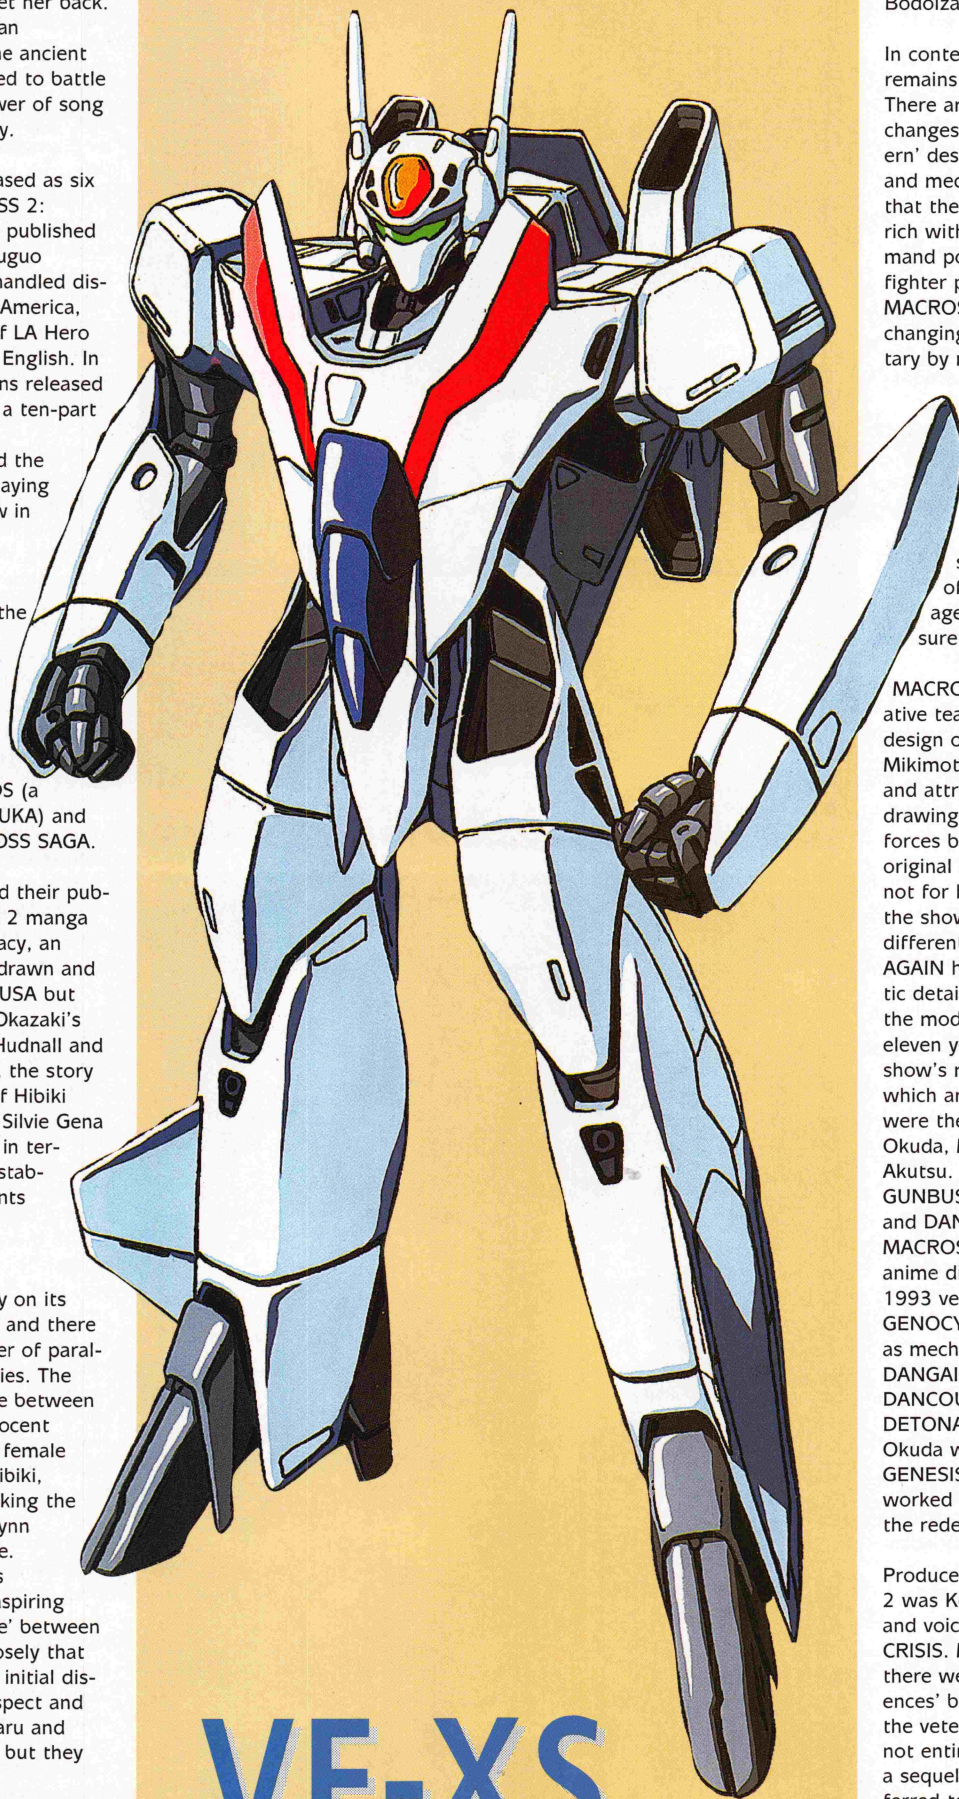 et her back.
an
e ancient
ed to battle
wer of song
y.
ased as six
SS 2:
published
uguo
handled dis-
America,
f LA Hero
English. In
ns released
a ten-part
d the
aying
w in
the
OS (a
UKA) and
OSS SAGA.
d their pub-
2 manga
acy, an
drawn and
USA but
Okazaki's
Hudnall and
the story
f Hibiki
Silvie Gena
in ter-
stab-
nts
y on its
and there
er of paral-
ies. The
e between
ocent
female
ibiki,
king the
ynn
e.
s
nspiring
e' between
osely that
initial dis-
spect and
aru and
but they
VF-XS
Bodolza
In conte
remains
There ar
changes
ern' des
and mec
that the
rich with
mand po
fighter p
MACROS
changing
tary by r
s
of
age
sure
MACRO
ative tea
design o
Mikimot
and attr
drawing
forces b
original
not for l
the show
differen
AGAIN h
tic detai
the mod
eleven y
show's r
which ar
were the
Okuda, M
Akutsu.
GUNBUS
and DAN
MACROS
anime di
1993 ve
GENOCY
as mech
DANGAI
DANCOU
DETONA
Okuda w
GENESIS
worked
the rede
Produce
2 was K
and voic
CRISIS. M
there we
ences' b
the vete
not entir
a sequel
ferred to